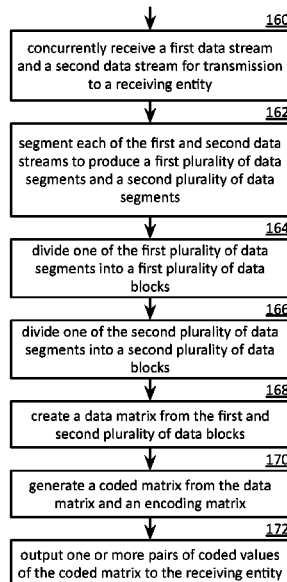 160
concurrently receive a first data stream
and a second data stream for transmission
to a receiving entity
162
segment each of the first and second data
streams to produce a first plurality of data
segments and a second plurality of data
segments
164
divide one of the first plurality of data
segments into a first plurality of data
blocks
166
divide one of the second plurality of data
segments into a second plurality of data
blocks
168
create a data matrix from the first and
second plurality of data blocks
170
generate a coded matrix from the data
matrix and an encoding matrix
172
output one or more pairs of coded values
of the coded matrix to the receiving entity